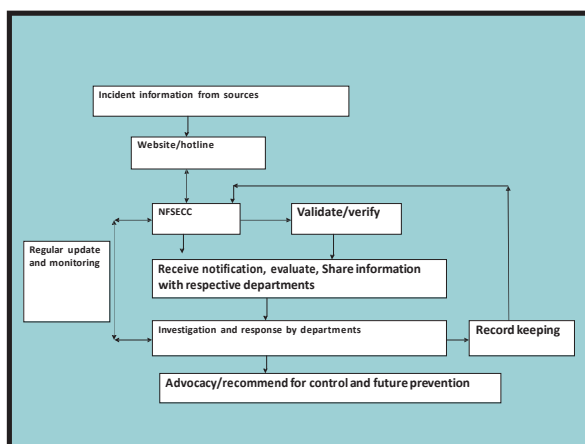 Incident information from sources
Website/hotline
NFSECC
Validate/verify
Regular update
and monitoring
Receive notification, evaluate, Share information
with respective departments
Investigation and response by departments
Record keeping
Advocacy/recommend for control and future prevention